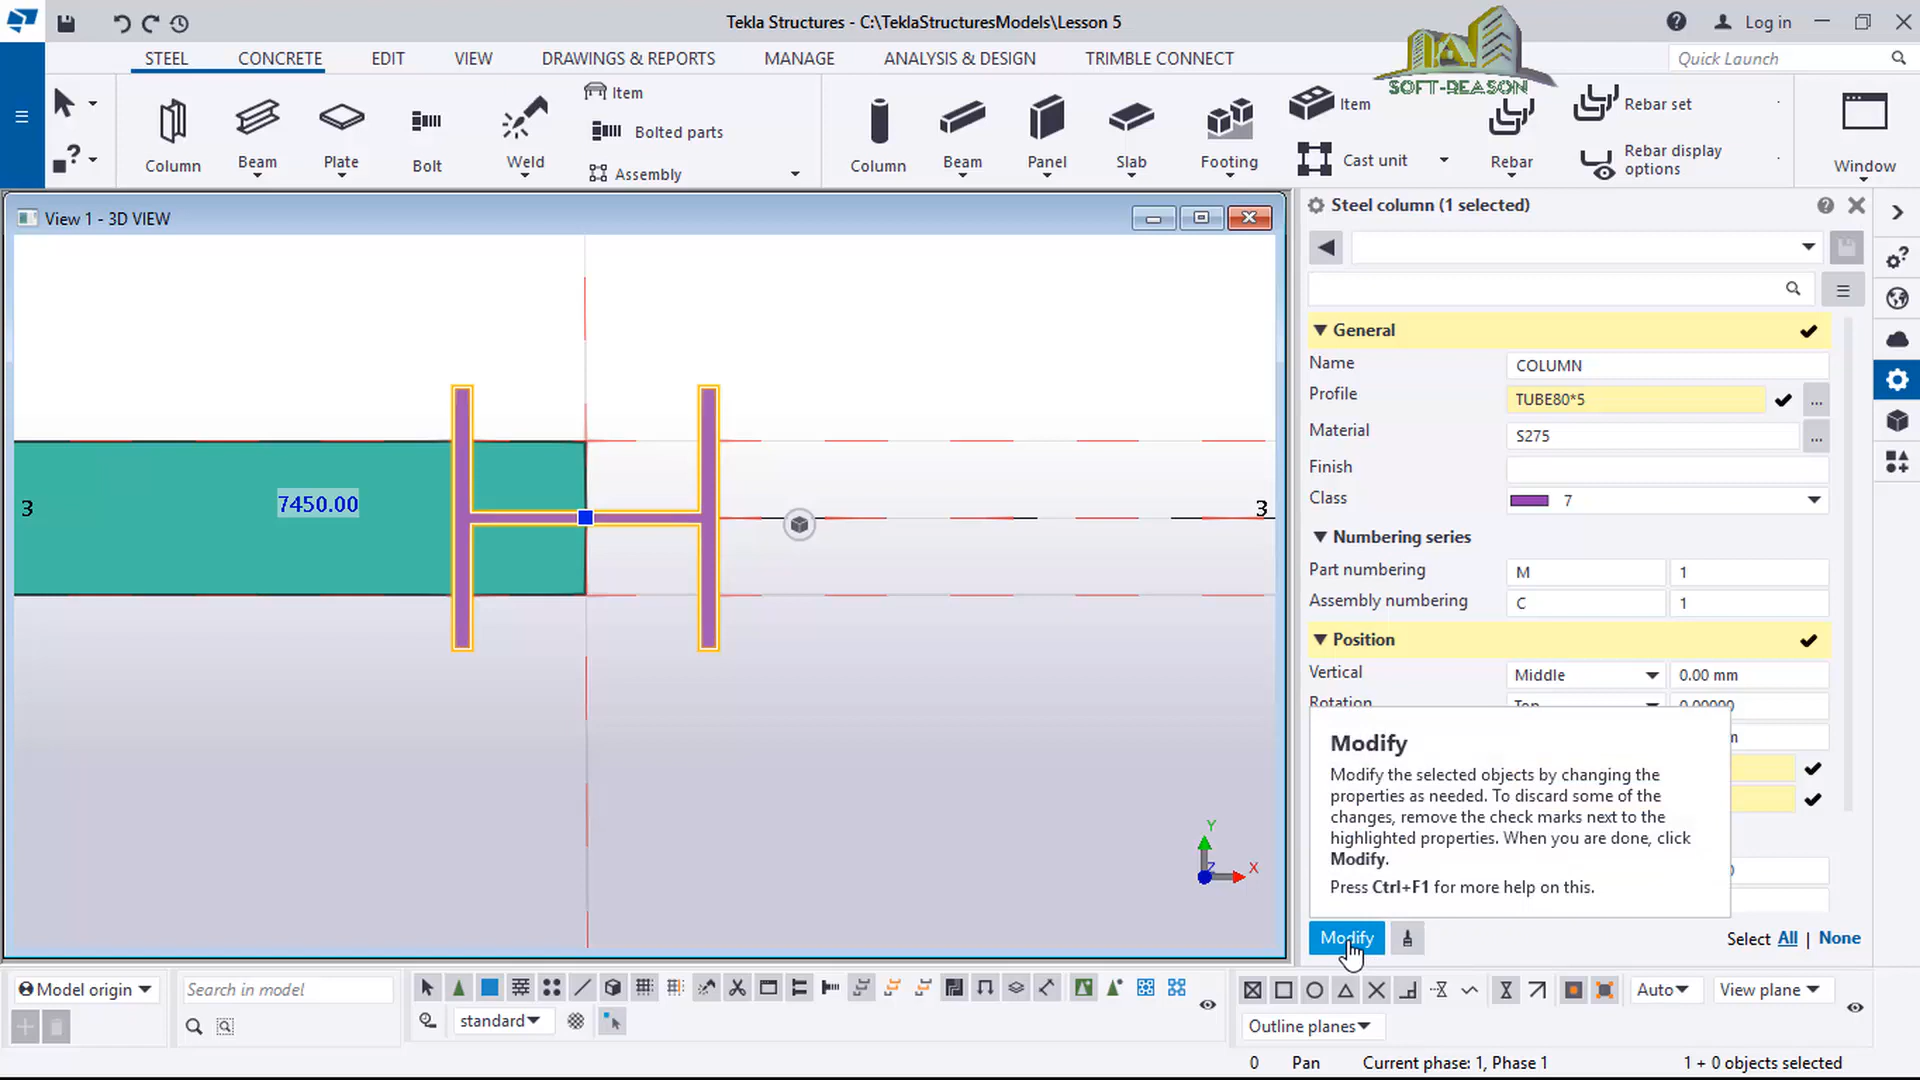 Tekla Structures - C:\TeklaStructuresModels\Lesson 5
Log in
STEEL CONCRETE EDIT VIEW DRAWINGS & REPORTS MANAGE ANALYSIS & DESIGN TRIMBLE CONNECT
Quick Launch
SOFT-REASON
Column
Beam
Plate
Bolt
Weld
Item
Bolted parts
Assembly
Column
Beam
Panel
Slab
Footing
Item
Cast unit
Rebar
Rebar set
Rebar display
options
Window
View 1 - 3D VIEW
3
7450.00
3
Y
X
Z
Steel column (1 selected)
General
Name COLUMN
Profile TUBE80*5
Material S275
Finish
Class 7
Numbering series
Part numbering M 1
Assembly numbering C 1
Position
Vertical Middle 0.00 mm
Rotation Top 0.00000
Modify
Modify the selected objects by changing the
properties as needed. To discard some of the
changes, remove the check marks next to the
highlighted properties. When you are done, click
Modify.
Press Ctrl+F1 for more help on this.
Modify
Select All | None
Model origin
Search in model
standard
Auto
View plane
Outline planes
0 Pan Current phase: 1, Phase 1 1 + 0 objects selected